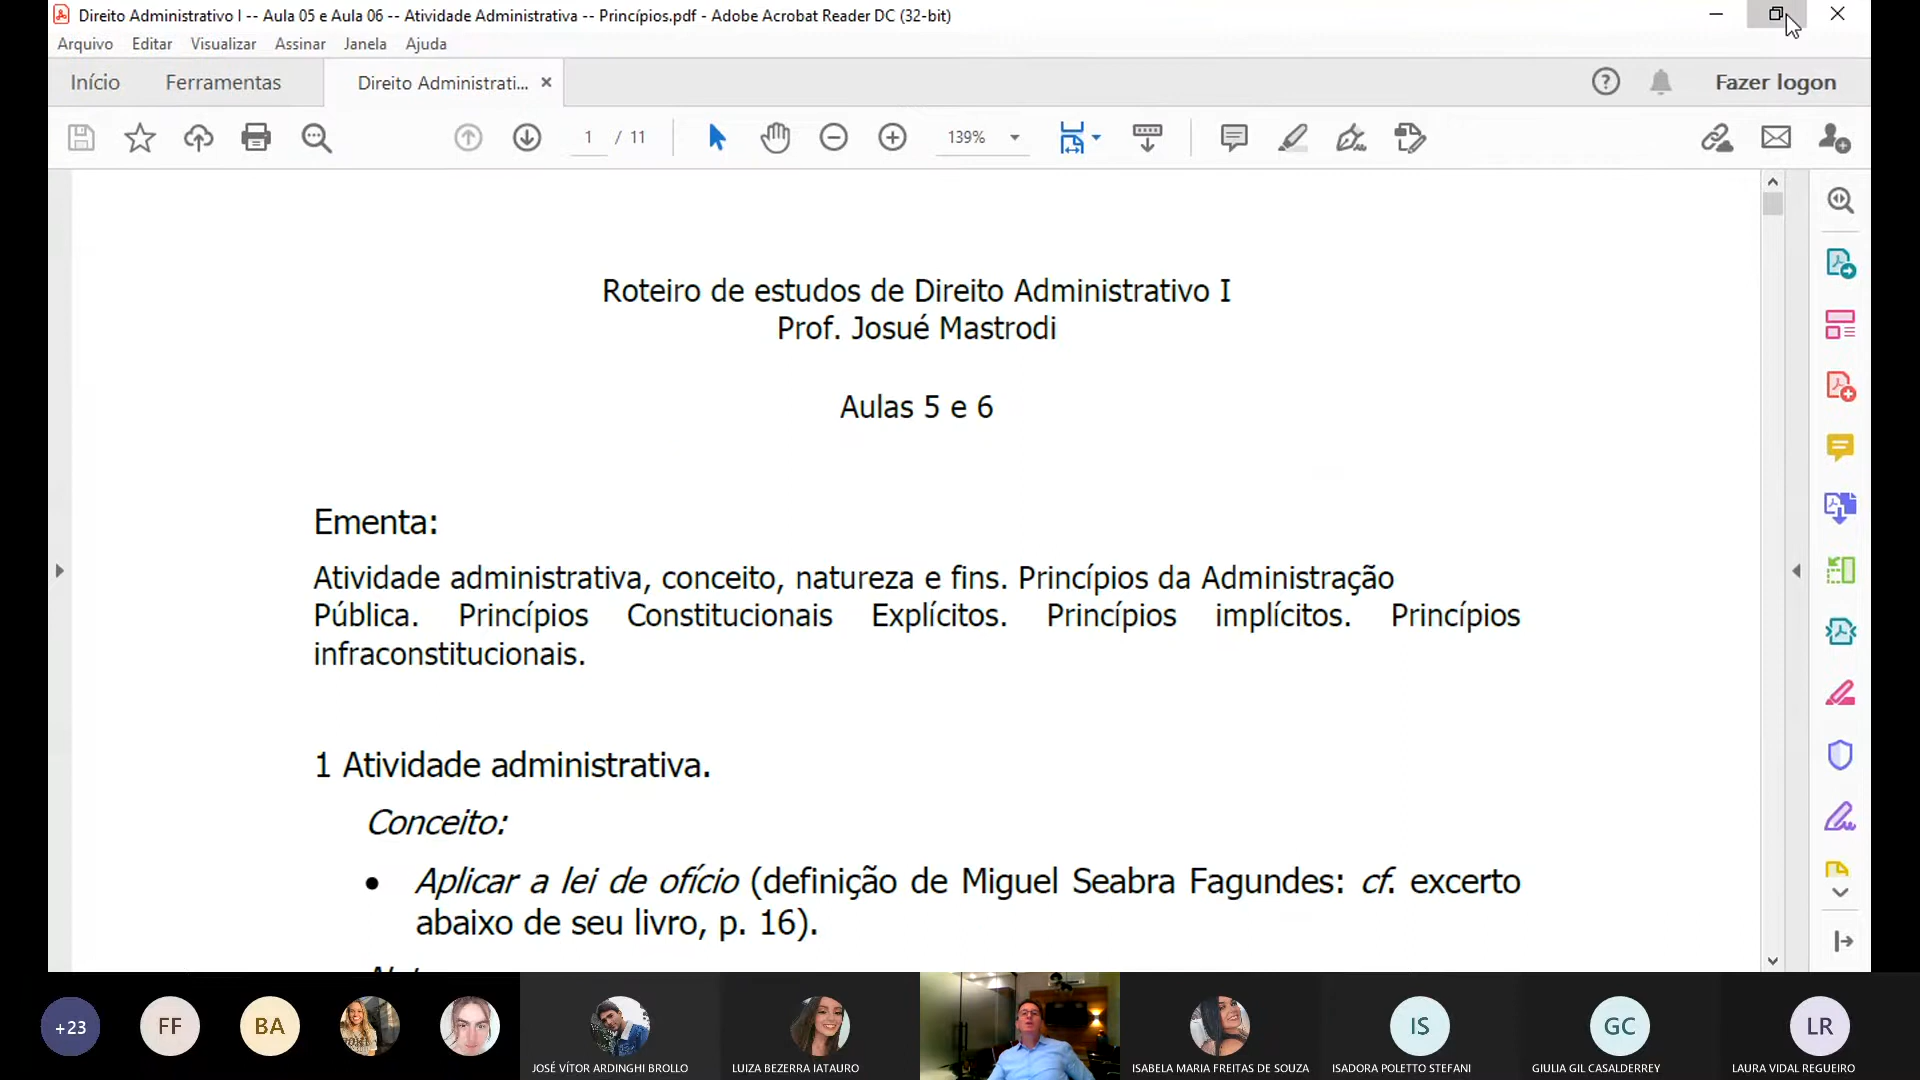 Direito Administrativo I -- Aula 05 e Aula 06 -- Atividade Administrativa -- Princípios.pdf - Adobe Acrobat Reader DC (32-bit)
Arquivo Editar Visualizar Assinar Janela Ajuda
Início Ferramentas Direito Administrati... Fazer logon
1 / 11 139%
Roteiro de estudos de Direito Administrativo I
Prof. Josué Mastrodi
Aulas 5 e 6
Ementa:
Atividade administrativa, conceito, natureza e fins. Princípios da Administração
Pública. Princípios Constitucionais Explícitos. Princípios implícitos. Princípios
infraconstitucionais.
1 Atividade administrativa.
Conceito:
• Aplicar a lei de ofício (definição de Miguel Seabra Fagundes: cf. excerto
abaixo de seu livro, p. 16).
+23 FF BA IS GC LR
JOSÉ VÍTOR ARDINGHI BROLLO LUIZA BEZERRA IATAURO ISABELA MARIA FREITAS DE SOUZA ISADORA POLETTO STEFANI GIULIA GIL CASALDERREY LAURA VIDAL REGUEIRO